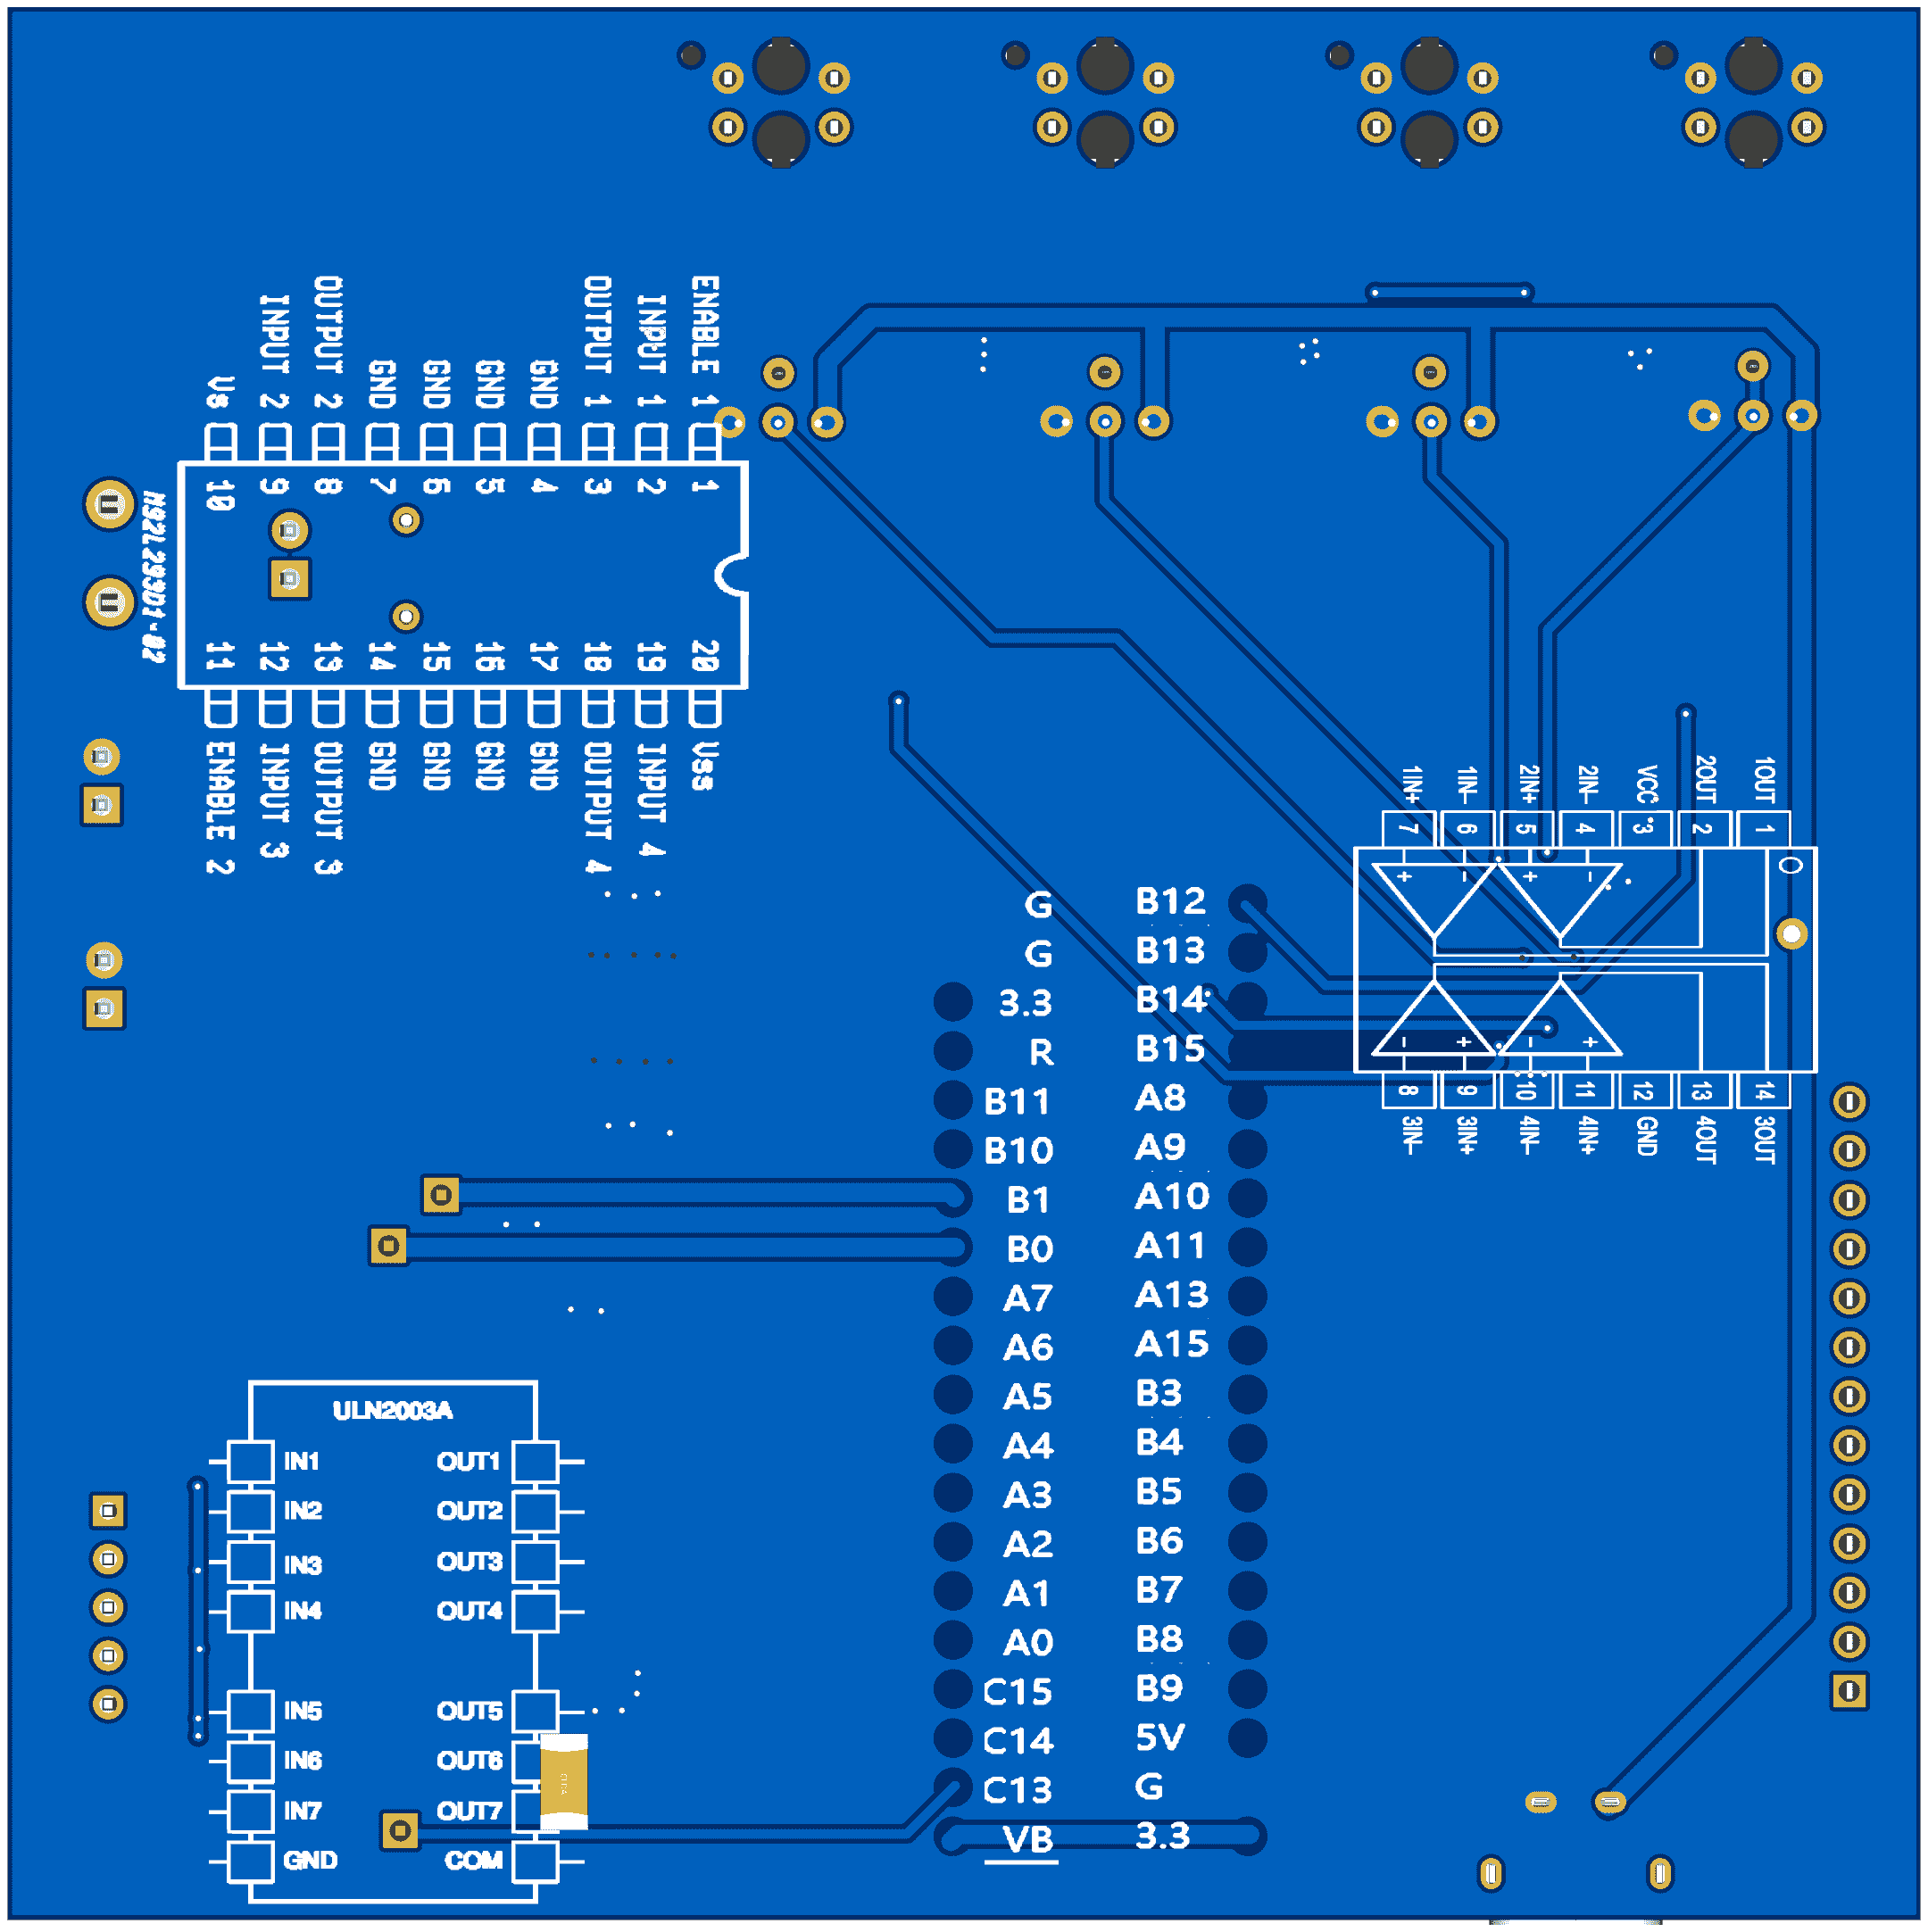 ENABLE 1
INPUT 1
OUTPUT 1
GND
GND
GND
GND
OUTPUT 2
INPUT 2
Vs
1
2
3
4
5
6
7
8
9
10
20
19
18
17
16
15
14
13
12
11
Vss
INPUT 4
OUTPUT 4
GND
GND
GND
GND
OUTPUT 3
INPUT 3
ENABLE 2
1IN+
1IN-
2IN+
2IN-
VCC
2OUT
1OUT
7
6
5
4
3
2
1
+ - + -
- + - +
8
9
10
11
12
13
14
3IN-
3IN+
4IN-
4IN+
GND
4OUT
3OUT
G B12
G B13
3.3 B14
R B15
B11 A8
B10 A9
B1 A10
B0 A11
A7 A13
A6 A15
A5 B3
A4 B4
A3 B5
A2 B6
A1 B7
A0 B8
C15 B9
C14 5V
C13 G
VB 3.3
ULN2003A
IN1 OUT1
IN2 OUT2
IN3 OUT3
IN4 OUT4
IN5 OUT5
IN6 OUT6
IN7 OUT7
GND COM